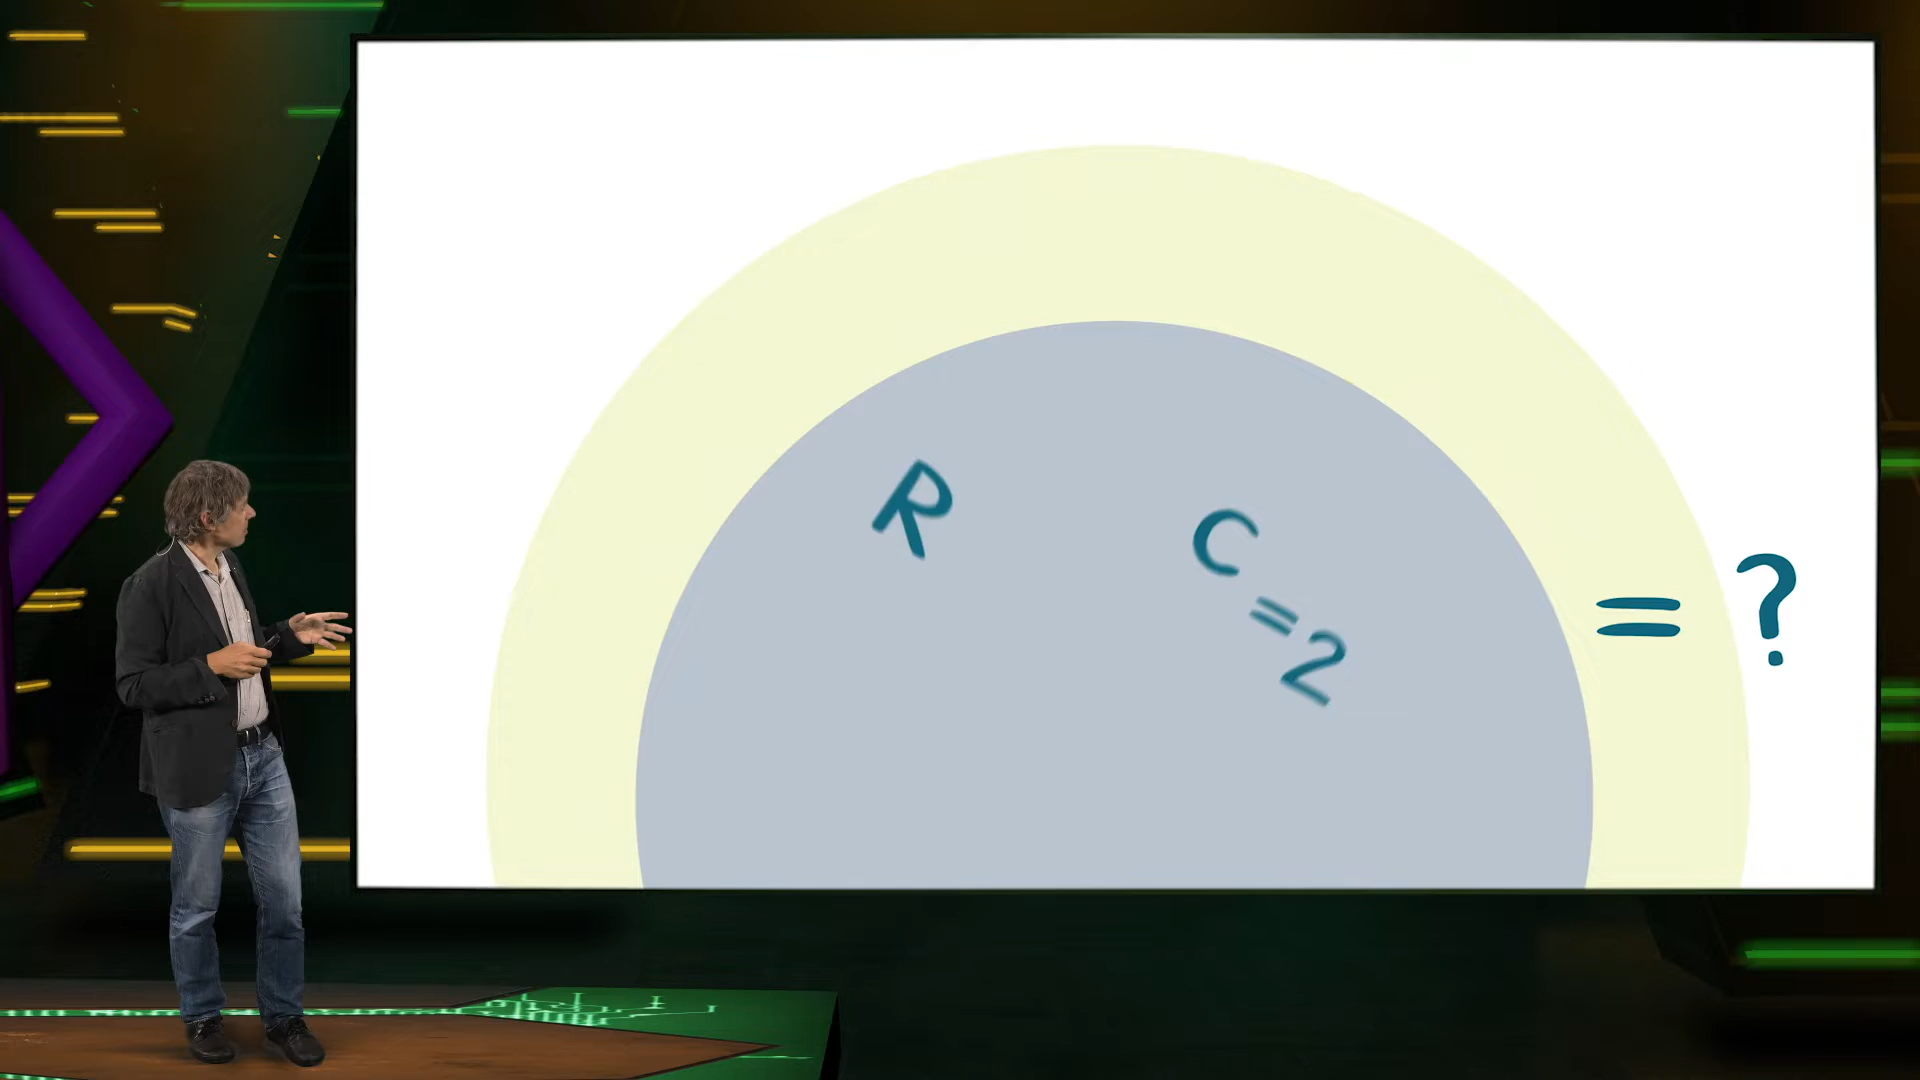 R
C = 2
= ?